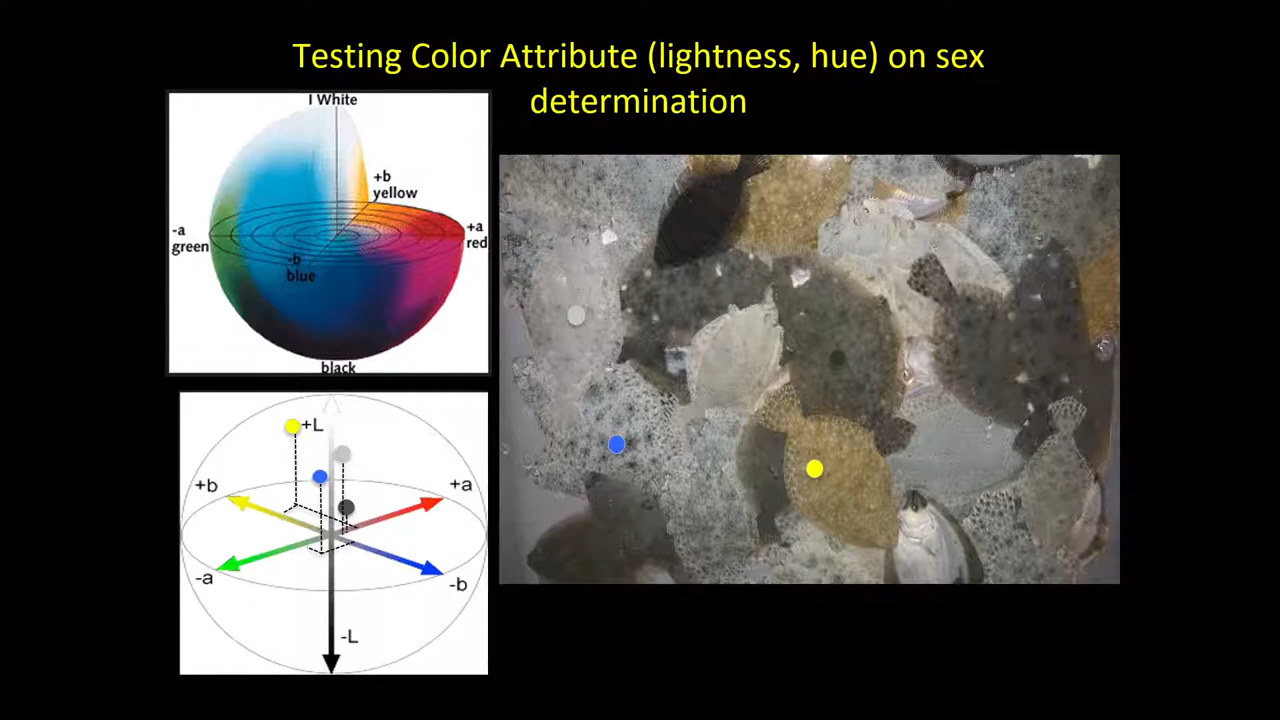 Testing Color Attribute (lightness, hue) on sex
determination
l White
+b
yellow
-a
green
+a
red
-b
blue
black
+L
+b
+a
-a
-b
-L